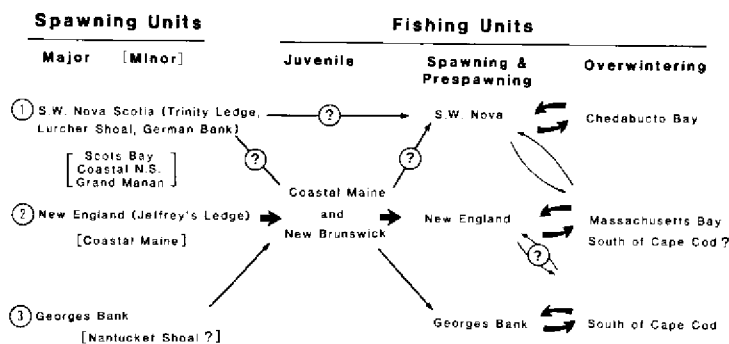 Spawning Units
Fishing Units
Major [Minor]
Juvenile
Spawning &
Prespawning
Overwintering
1 S.W. Nova Scotia (Trinity Ledge,
Lurcher Shoal, German Bank)
?
S.W. Nova
Chedabucto Bay
?
?
[Scots Bay
Coastal N.S.
Grand Manan]
Coastal Maine
and
New Brunswick
2 New England (Jeffrey's Ledge)
[Coastal Maine]
New England
Massachusetts Bay
South of Cape Cod ?
?
3 Georges Bank
[Nantucket Shoal ?]
Georges Bank
South of Cape Cod